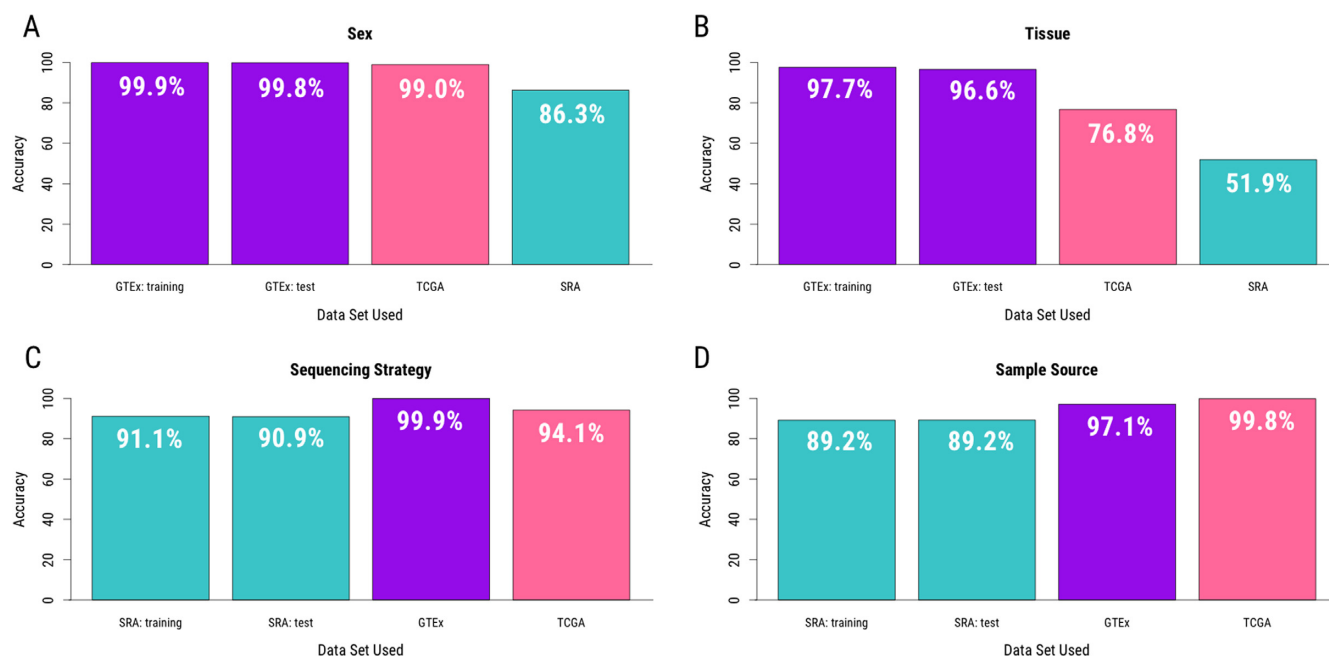 A
Sex
100
80
60
40
20
0
Accuracy
99.9%
99.8%
99.0%
86.3%
GTEx: training
GTEx: test
TCGA
SRA
Data Set Used
B
Tissue
100
80
60
40
20
0
Accuracy
97.7%
96.6%
76.8%
51.9%
GTEx: training
GTEx: test
TCGA
SRA
Data Set Used
C
Sequencing Strategy
100
80
60
40
20
0
Accuracy
91.1%
90.9%
99.9%
94.1%
SRA: training
SRA: test
GTEx
TCGA
Data Set Used
D
Sample Source
100
80
60
40
20
0
Accuracy
89.2%
89.2%
97.1%
99.8%
SRA: training
SRA: test
GTEx
TCGA
Data Set Used